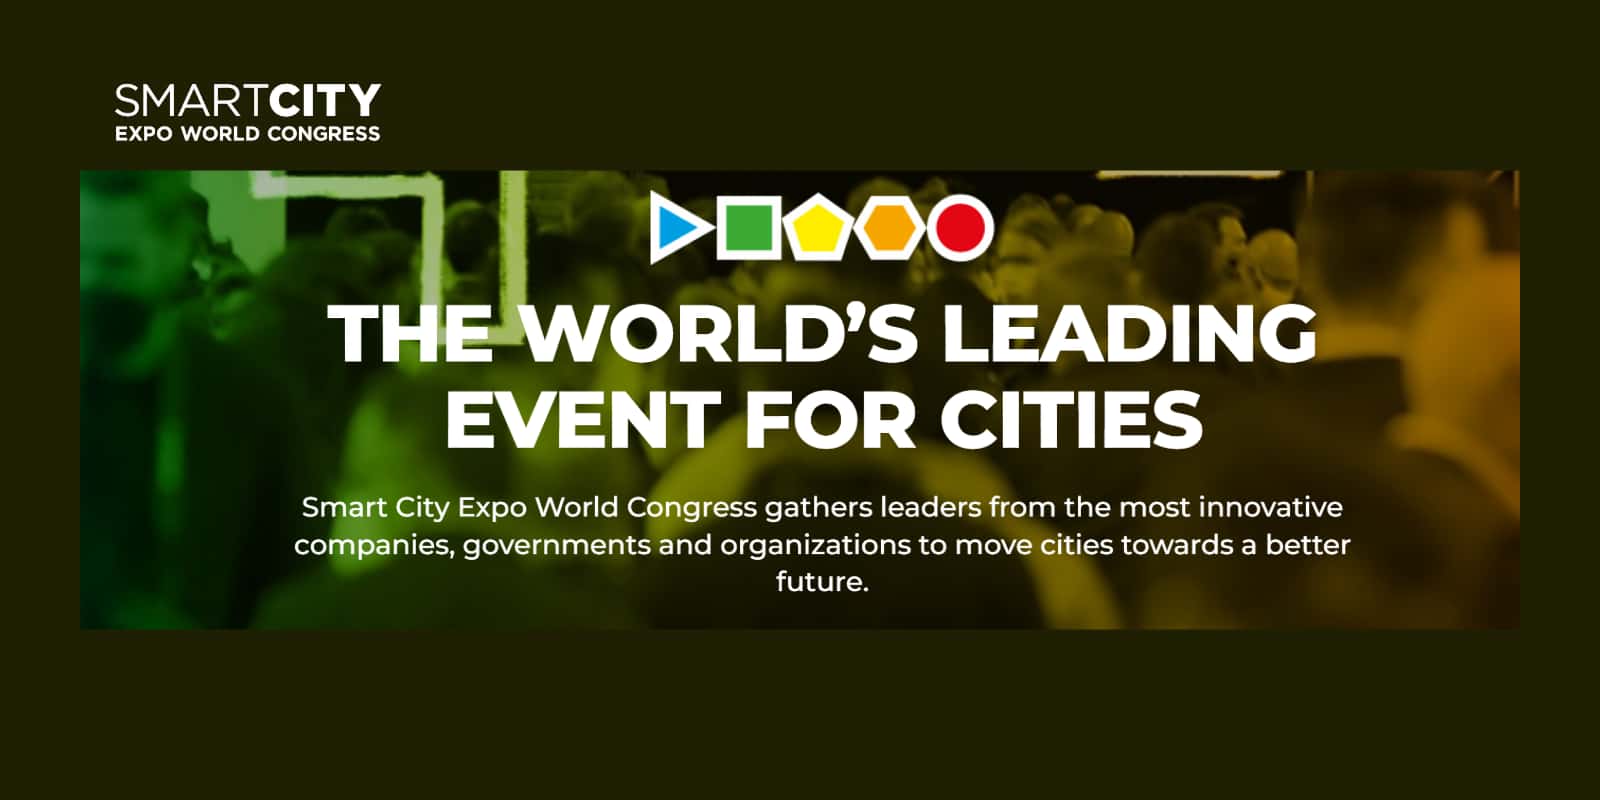 SMARTCITY
EXPO WORLD CONGRESS
THE WORLD’S LEADING
EVENT FOR CITIES
Smart City Expo World Congress gathers leaders from the most innovative
companies, governments and organizations to move cities towards a better
future.